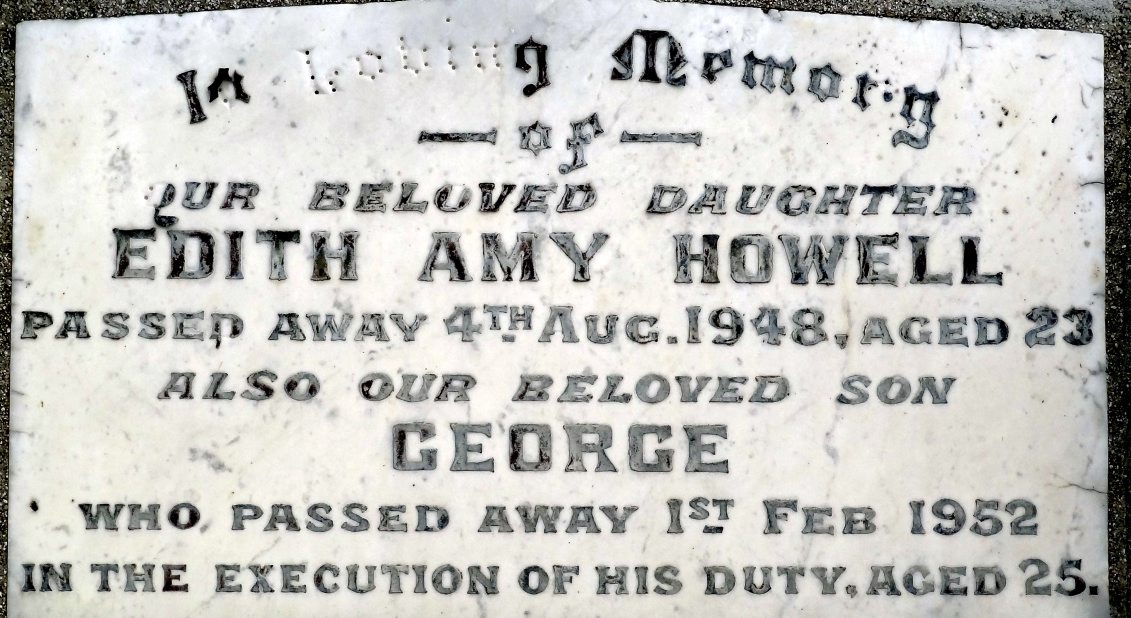 In Loving Memory
— of —
OUR BELOVED DAUGHTER
EDITH AMY HOWELL
PASSED AWAY 4TH AUG. 1948, AGED 23
ALSO OUR BELOVED SON
GEORGE
WHO PASSED AWAY 1ST FEB 1952
IN THE EXECUTION OF HIS DUTY, AGED 25.